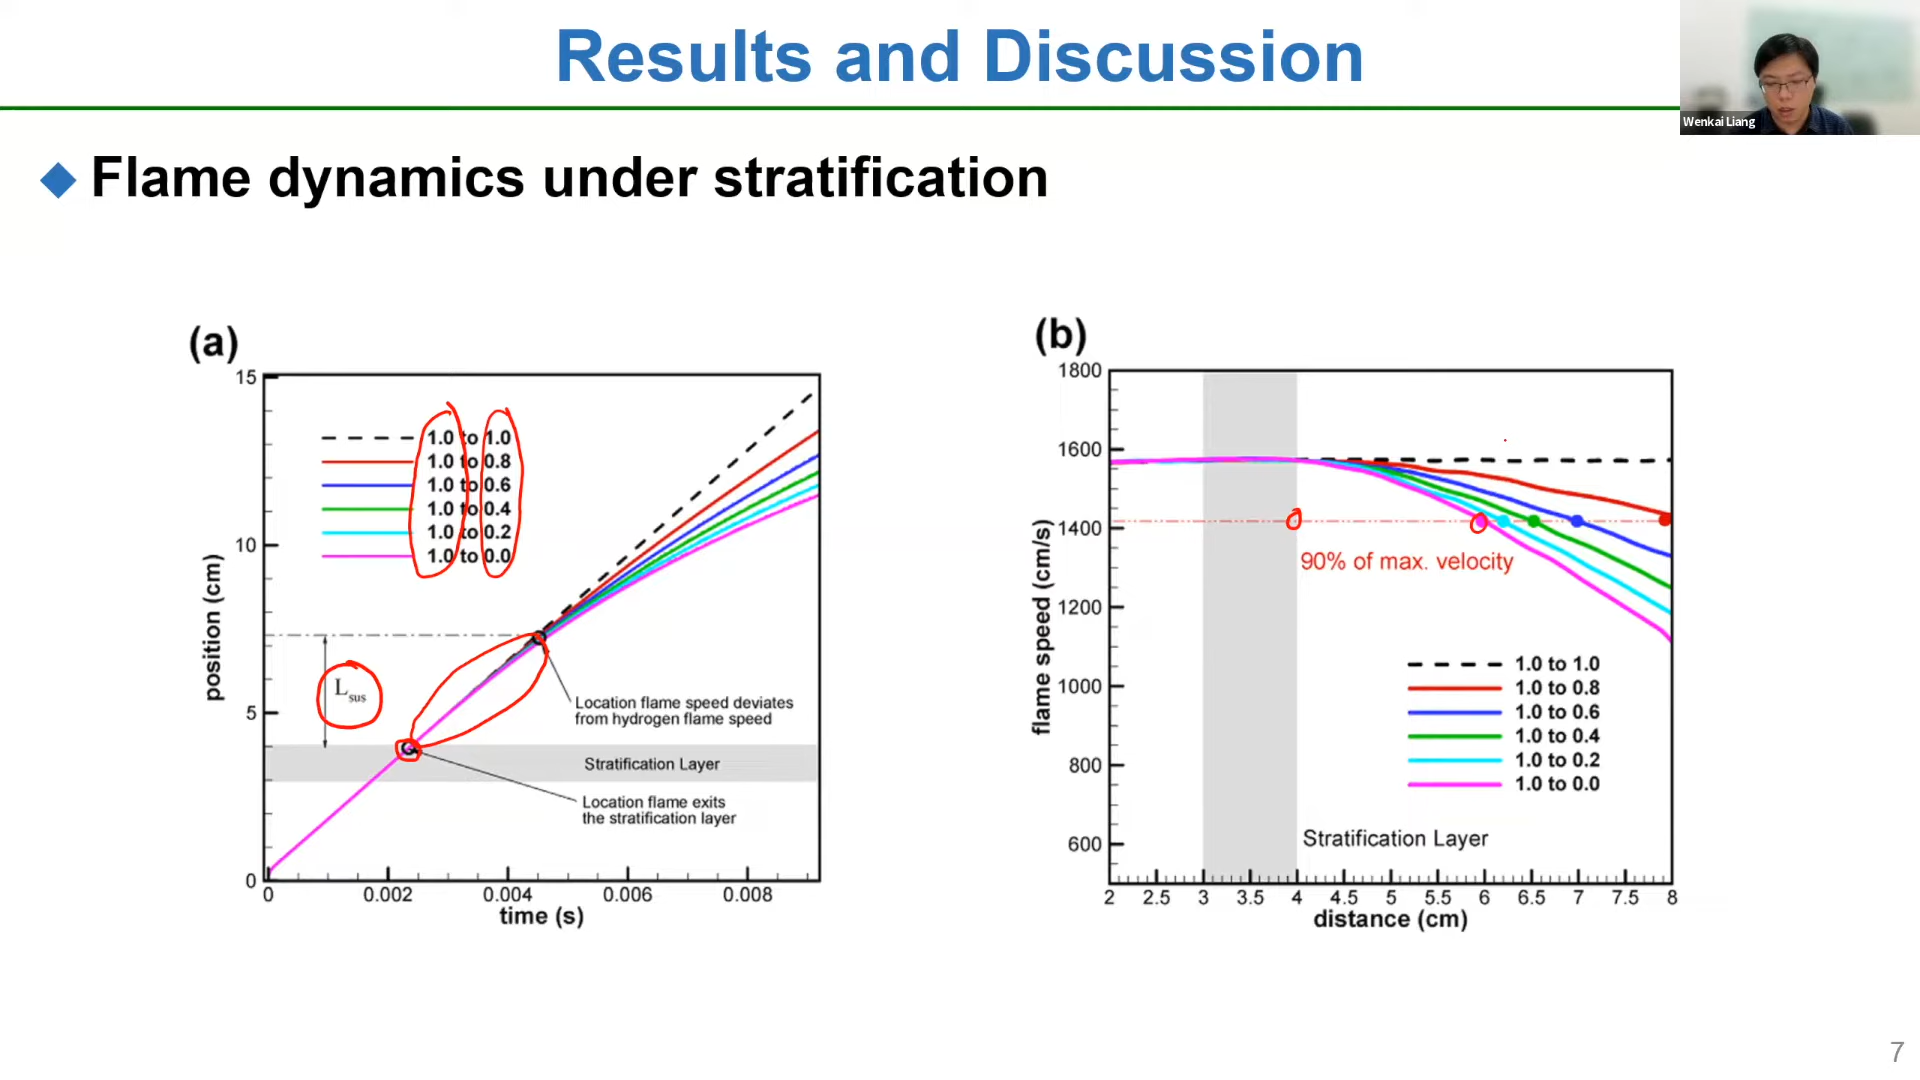 Results and Discussion
Wenkai Liang
Flame dynamics under stratification
(a)
15
10
5
0
position (cm)
1.0 to 1.0
1.0 to 0.8
1.0 to 0.6
1.0 to 0.4
1.0 to 0.2
1.0 to 0.0
Lsus
Location flame speed deviates
from hydrogen flame speed
Stratification Layer
Location flame exits
the stratification layer
0 0.002 0.004 0.006 0.008
time (s)
(b)
1800
1600
1400
1200
1000
800
600
flame speed (cm/s)
90% of max. velocity
1.0 to 1.0
1.0 to 0.8
1.0 to 0.6
1.0 to 0.4
1.0 to 0.2
1.0 to 0.0
Stratification Layer
2 2.5 3 3.5 4 4.5 5 5.5 6 6.5 7 7.5 8
distance (cm)
7